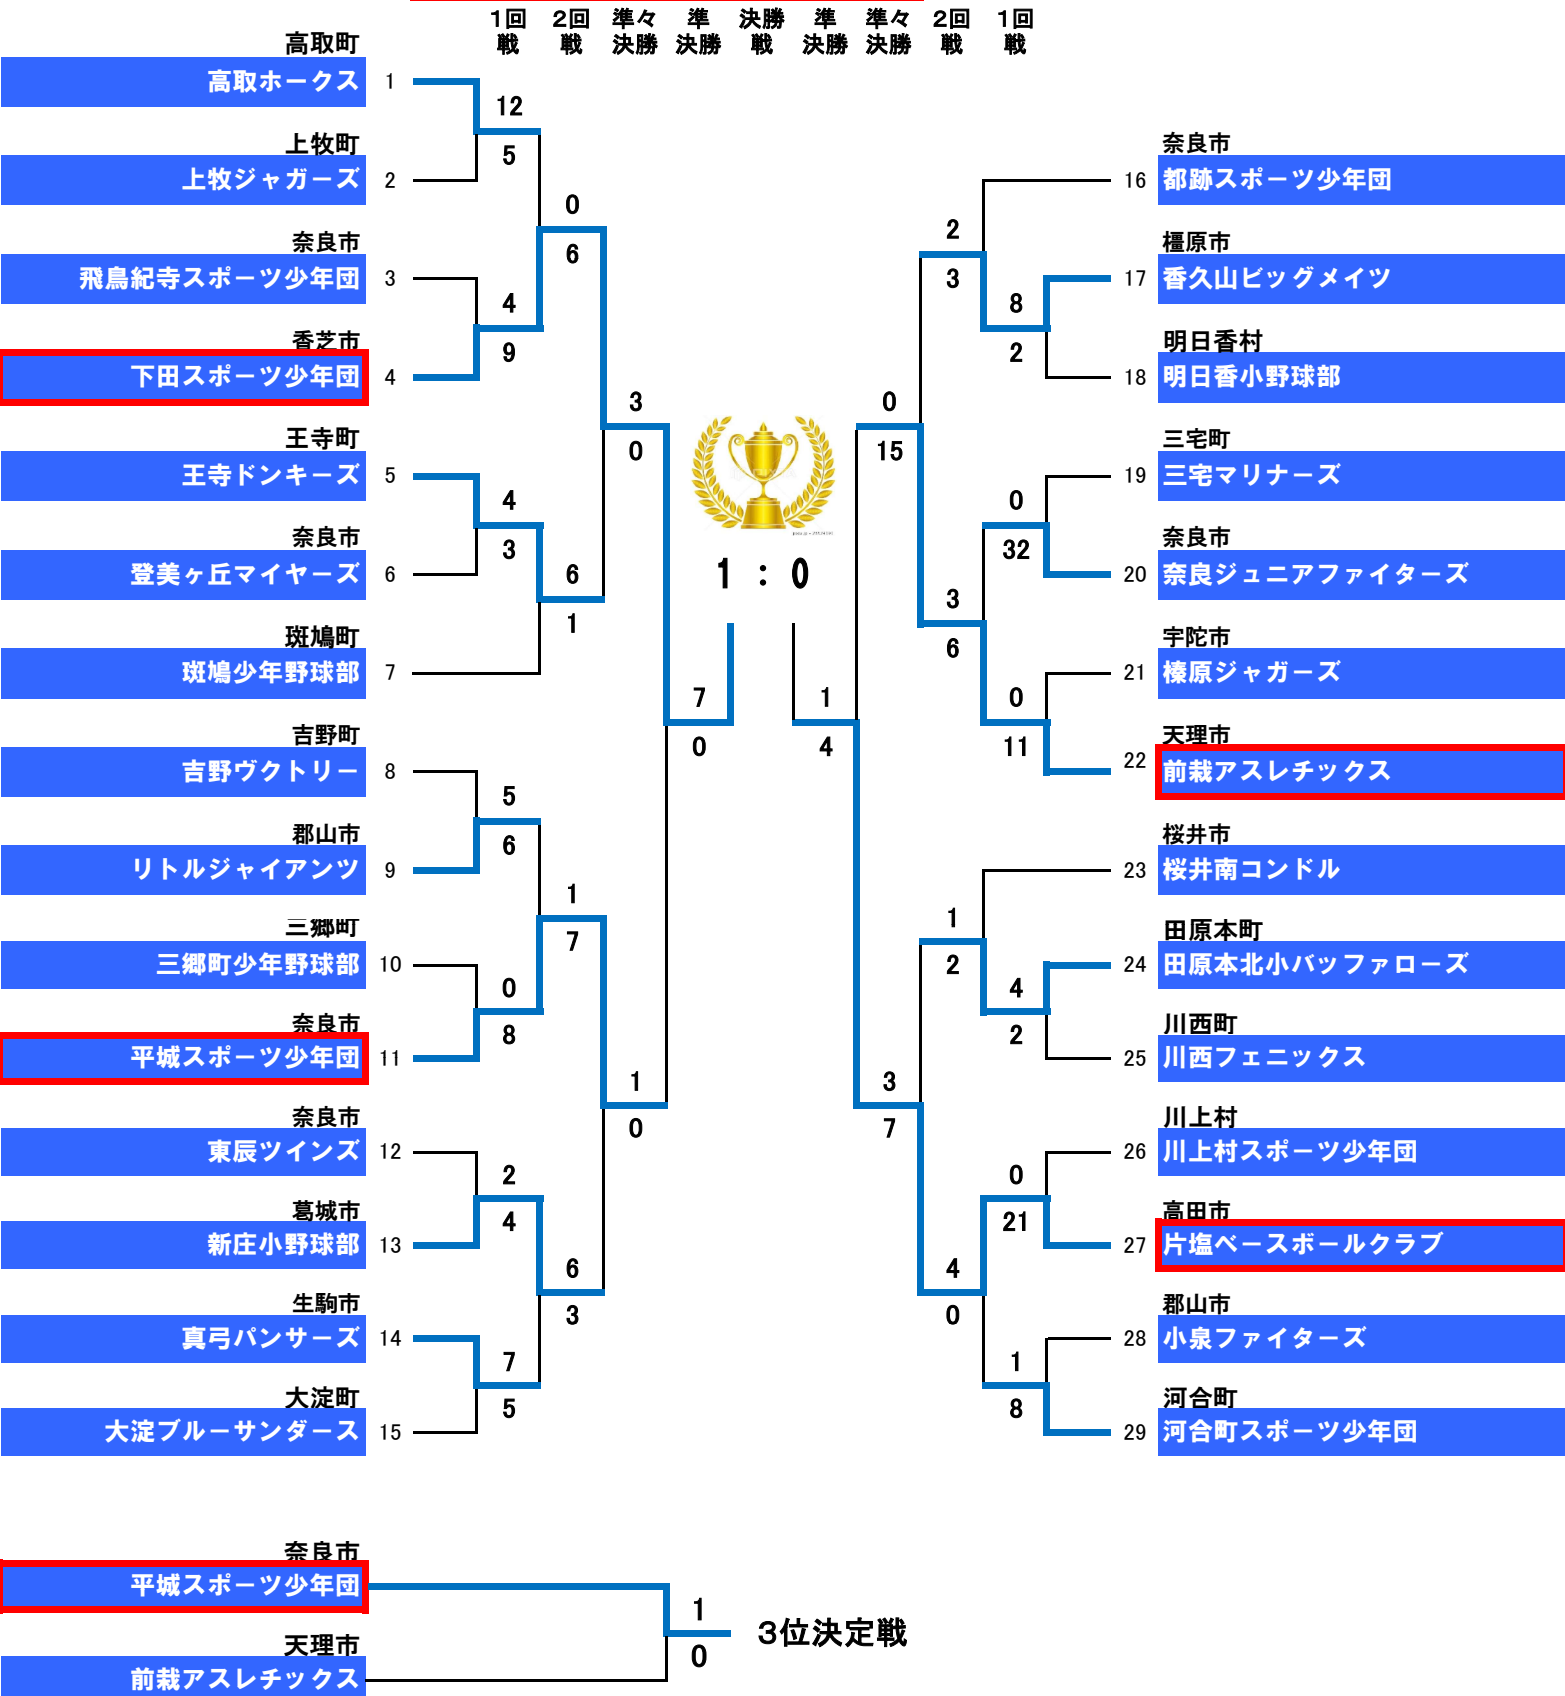 1回戦
2回戦
準々決勝
準決勝
決勝戦
準決勝
準々決勝
2回戦
1回戦
高取町
高取ホークス
1
12
上牧町
5
上牧ジャガーズ
2
0
奈良市
6
飛鳥紀寺スポーツ少年団
3
4
香芝市
9
下田スポーツ少年団
4
3
王寺町
0
王寺ドンキーズ
5
4
奈良市
3
登美ヶ丘マイヤーズ
6
6
斑鳩町
1
斑鳩少年野球部
7
7
吉野町
0
吉野ヴクトリー
8
5
郡山市
6
リトルジャイアンツ
9
1
三郷町
7
三郷町少年野球部
10
0
奈良市
8
平城スポーツ少年団
11
1
奈良市
0
東辰ツインズ
12
2
葛城市
4
新庄小野球部
13
6
生駒市
3
真弓パンサーズ
14
7
大淀町
5
大淀ブルーサンダース
15
1 : 0
奈良市
16
都跡スポーツ少年団
2
橿原市
3
17
香久山ビッグメイツ
8
明日香村
2
18
明日香小野球部
0
三宅町
15
19
三宅マリナーズ
0
奈良市
32
20
奈良ジュニアファイターズ
3
宇陀市
6
21
榛原ジャガーズ
1
0
天理市
4
11
22
前栽アスレチックス
桜井市
23
桜井南コンドル
1
田原本町
2
24
田原本北小バッファローズ
4
川西町
2
25
川西フェニックス
3
川上村
7
26
川上村スポーツ少年団
0
高田市
21
27
片塩ベースボールクラブ
4
郡山市
0
28
小泉ファイターズ
1
河合町
8
29
河合町スポーツ少年団
奈良市
平城スポーツ少年団
1
3位決定戦
天理市
0
前栽アスレチックス